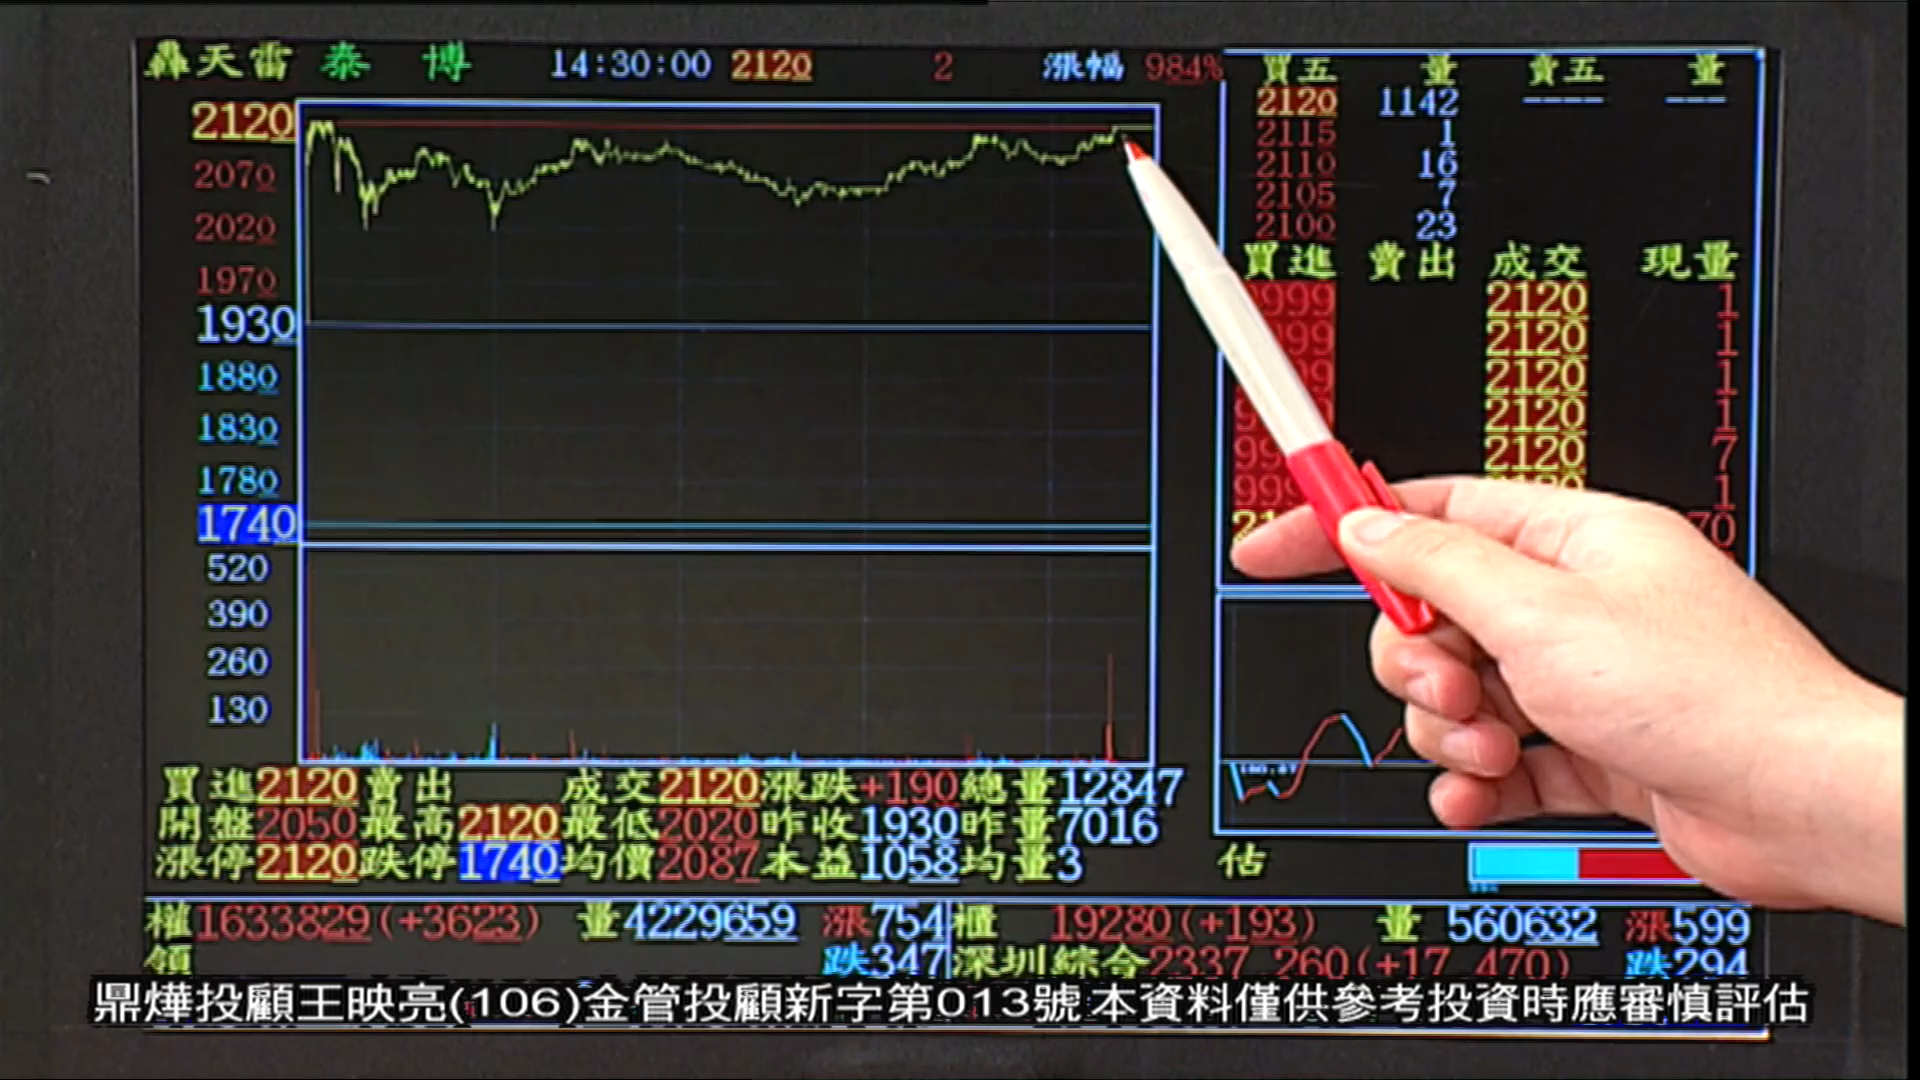 轟天雷 泰 博 14:30:00 2120 2 漲幅 984%
買五 量 賣五 量
2120 1142 ---- ---
2115 1
2110 16
2105 7
2100 23
買進 賣出 成交 現量
2120 1
2120 1
2120 1
2120 1
2120 7
2120 1
2120
2070
2020
1970
1930
1880
1830
1780
1740
520
390
260
130
買進2120賣出 成交2120漲跌+190總量12847
開盤2050最高2120最低2020昨收1930昨量7016
漲停2120跌停1740均價2087本益1058均量3
估
權1633829(+3623) 量4229659 漲754
領 跌347
櫃 19280(+193) 量 560632 漲599
深圳綜合2337.260(+17.470) 跌294
鼎燁投顧王映亮(106)金管投顧新字第013號 本資料僅供參考投資時應審慎評估